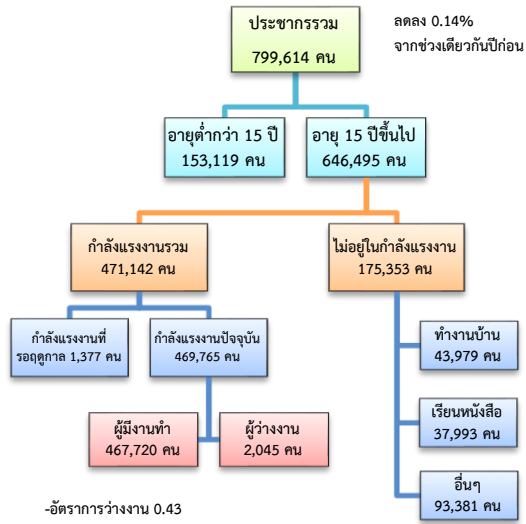 ประชากรรวม
799,614 คน
ลดลง 0.14%
จากช่วงเดียวกันปีก่อน
อายุต่ำกว่า 15 ปี
153,119 คน
อายุ 15 ปีขึ้นไป
646,495 คน
กำลังแรงงานรวม
471,142 คน
ไม่อยู่ในกำลังแรงงาน
175,353 คน
กำลังแรงงานที่
รอฤดูกาล 1,377 คน
กำลังแรงงานปัจจุบัน
469,765 คน
ทำงานบ้าน
43,979 คน
เรียนหนังสือ
37,993 คน
ผู้มีงานทำ
467,720 คน
ผู้ว่างงาน
2,045 คน
อื่นๆ
93,381 คน
-อัตราการว่างงาน 0.43